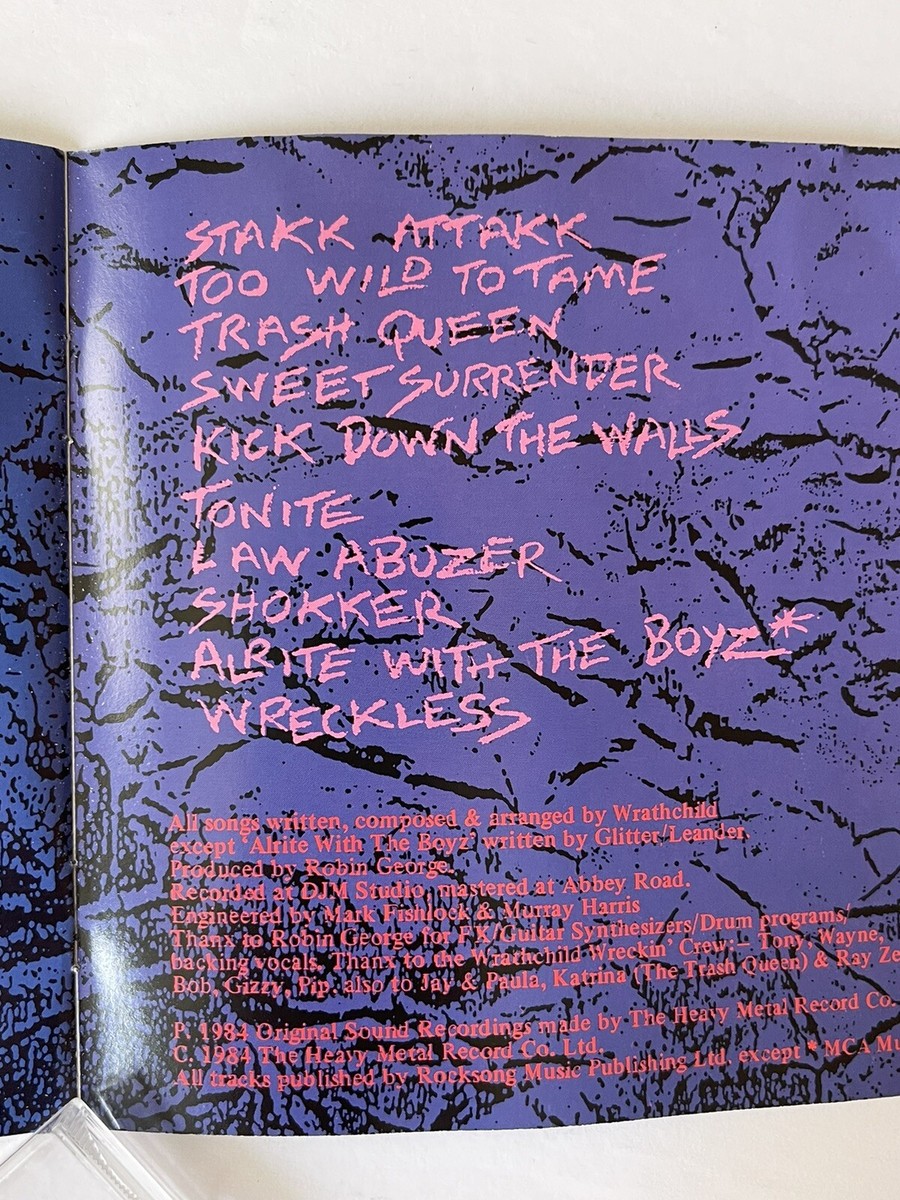 STAKK ATTAKK
TOO WILD TO TAME
TRASH QUEEN
SWEET SURRENDER
KICK DOWN THE WALLS
TONITE
LAW ABUZER
SHOKKER
ALRITE WITH THE BOYZ*
WRECKLESS
All songs written, composed & arranged by Wrathchild
except 'Alrite With The Boyz' written by Glitter/Leander.
Produced by Robin George.
Recorded at DJM Studio, mastered at Abbey Road.
Engineered by Mark Fishlock & Murray Harris
Thanx to Robin George for FX/Guitar Synthesizers/Drum programs/
backing vocals. Thanx to the Wrathchild Wreckin' Crew:– Tony, Wayne,
Bob, Gizzy, Pip, also to Jay & Paula, Katrina (The Trash Queen) & Ray Ze
P. 1984 Original Sound Recordings made by The Heavy Metal Record Co.
C. 1984 The Heavy Metal Record Co. Ltd.
All tracks published by Rocksong Music Publishing Ltd. except * MCA Mu